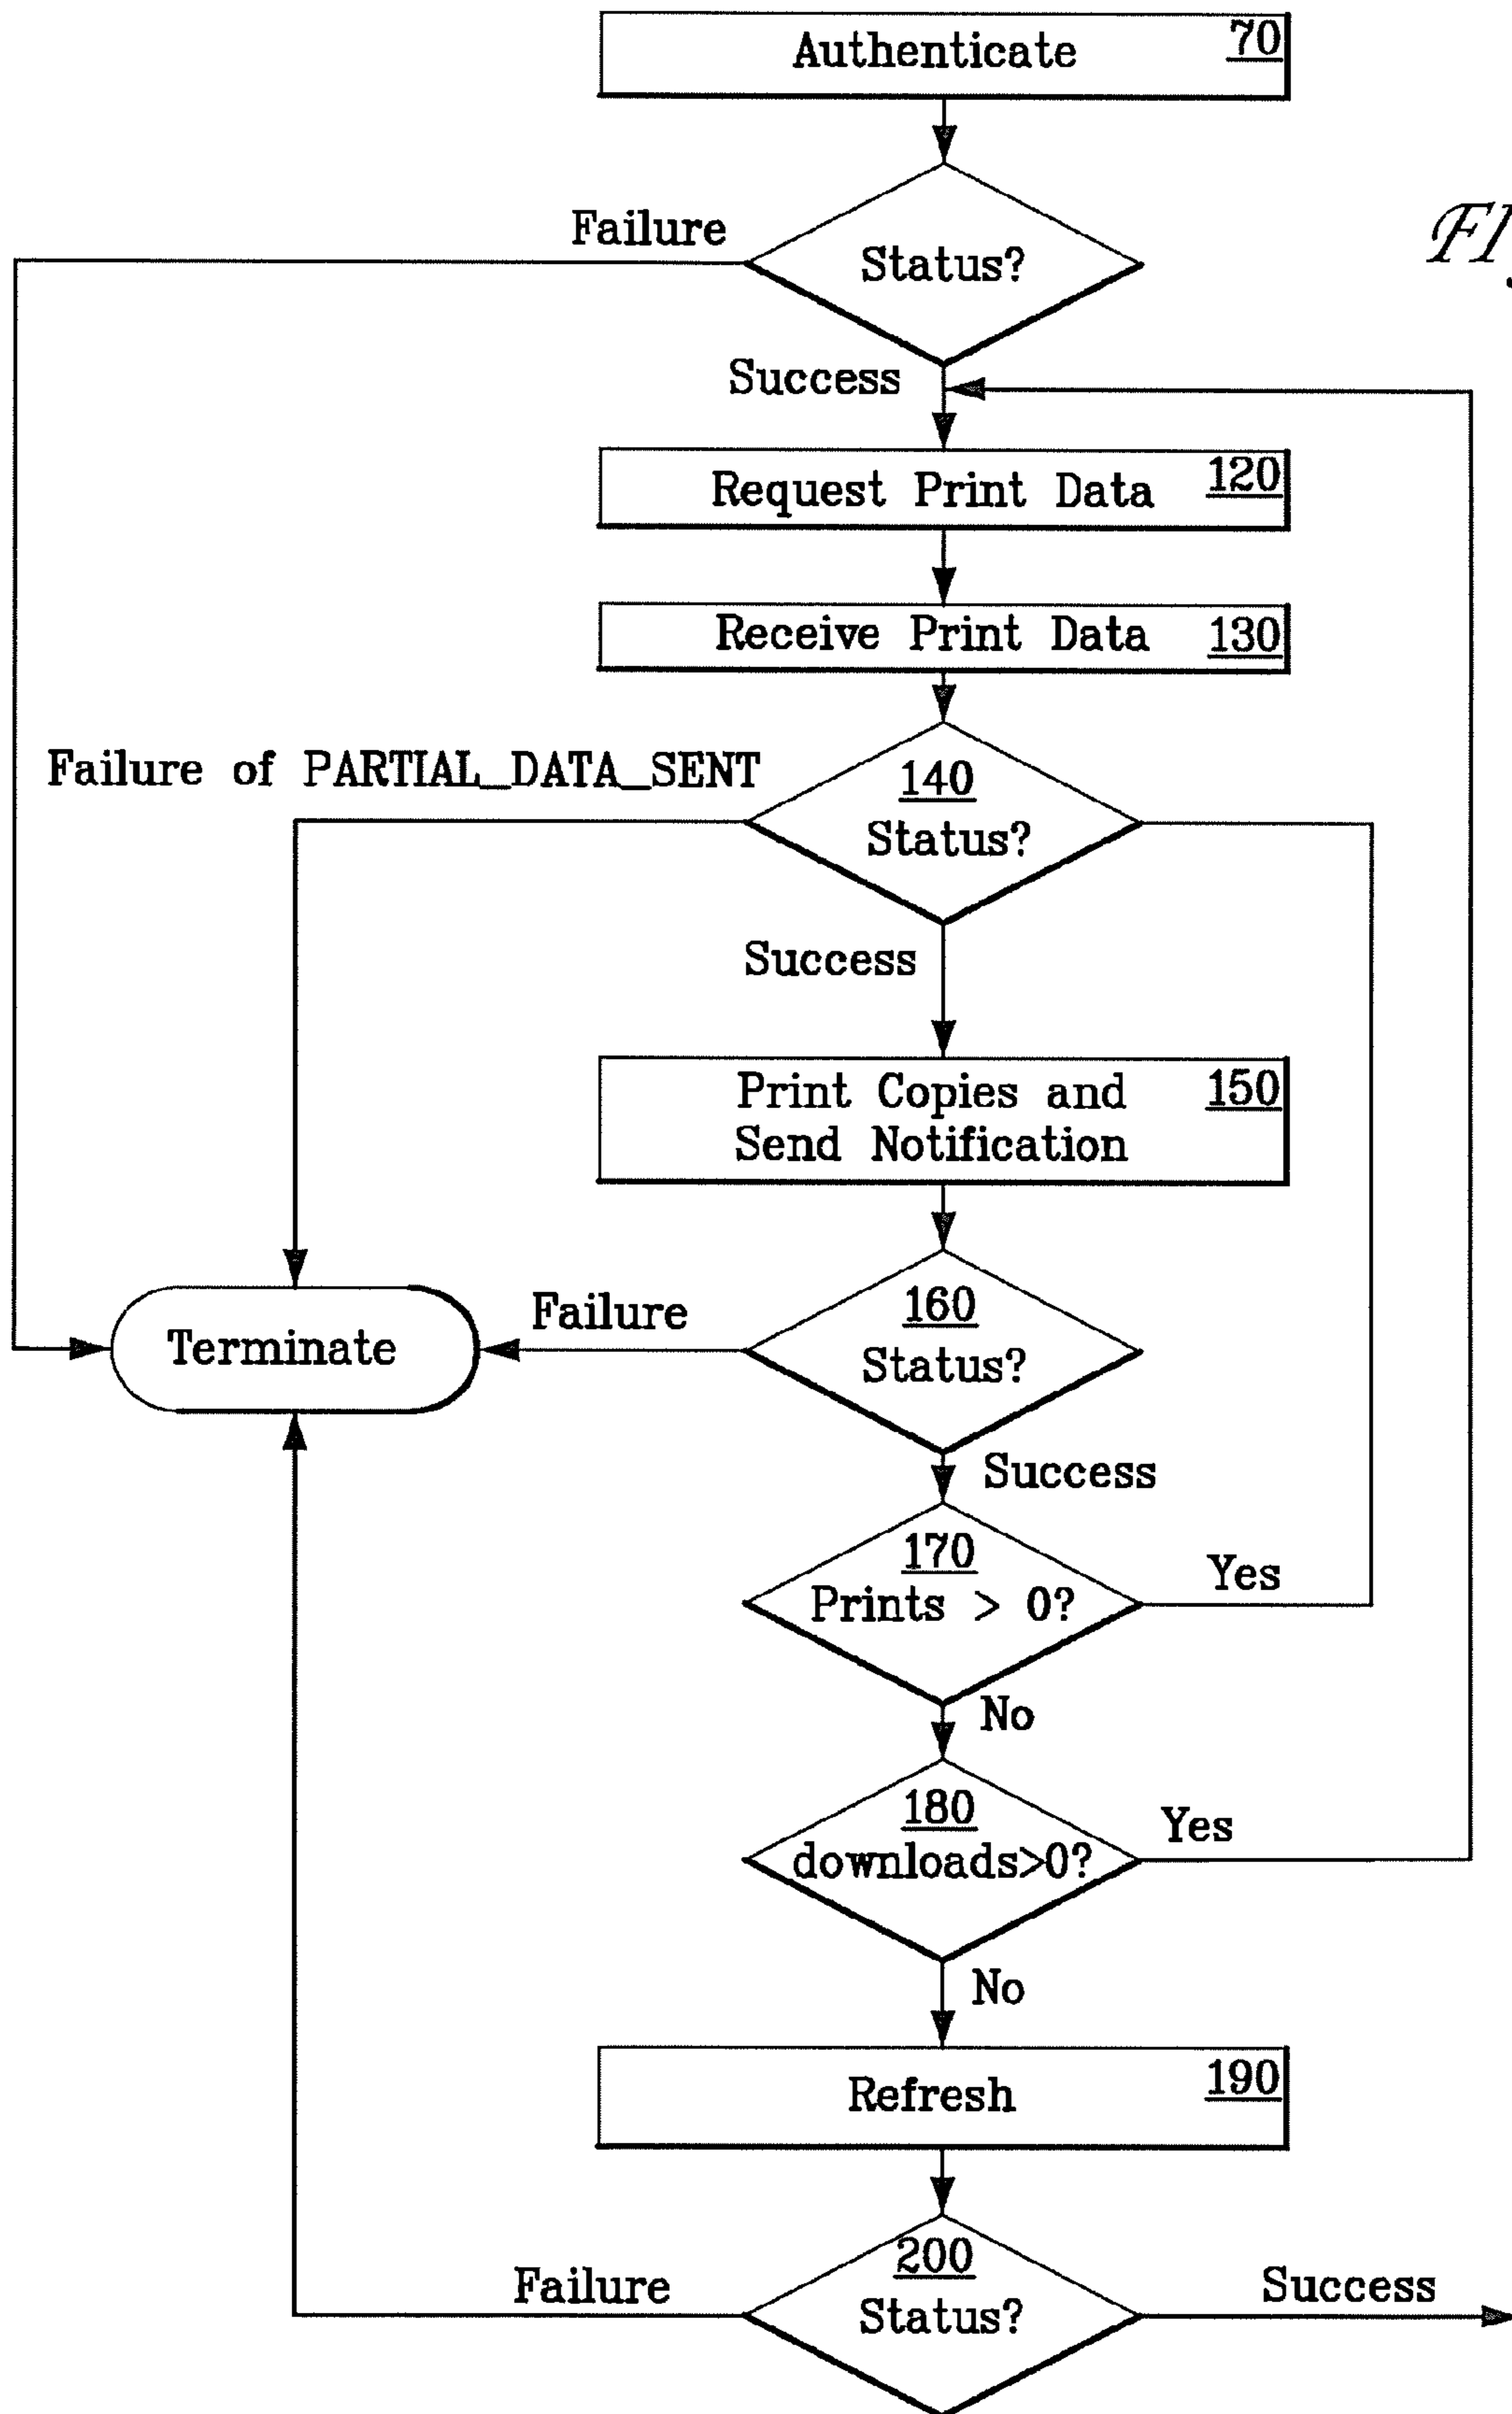 Authenticate 70
Failure
Status?
Success
Request Print Data 120
Receive Print Data 130
Failure of PARTIAL_DATA_SENT
140
Status?
Success
Print Copies and 150
Send Notification
160
Failure
Status?
Terminate
Success
170
Prints > 0?
Yes
No
180
downloads>0?
Yes
No
Refresh 190
200
Failure
Status?
Success